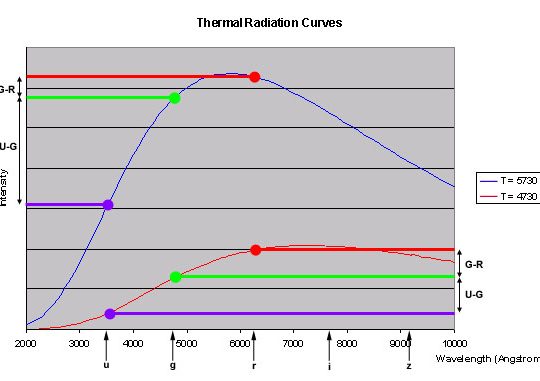 Thermal Radiation Curves
G-R
U-G
Intensity
T = 5730
T = 4730
G-R
U-G
2000 3000 4000 5000 6000 7000 8000 9000 10000
u g r i z
Wavelength (Angstrom